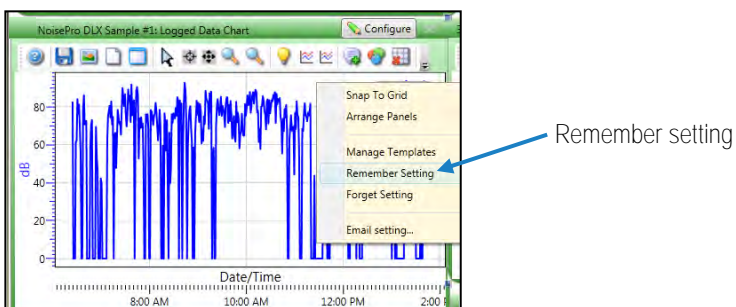 NoisePro DLX Sample #1: Logged Data Chart
Configure
80
60
40
20
0
dB
Snap To Grid
Arrange Panels
Manage Templates
Remember Setting
Forget Setting
Email setting...
Remember setting
Date/Time
8:00 AM 10:00 AM 12:00 PM 2:00